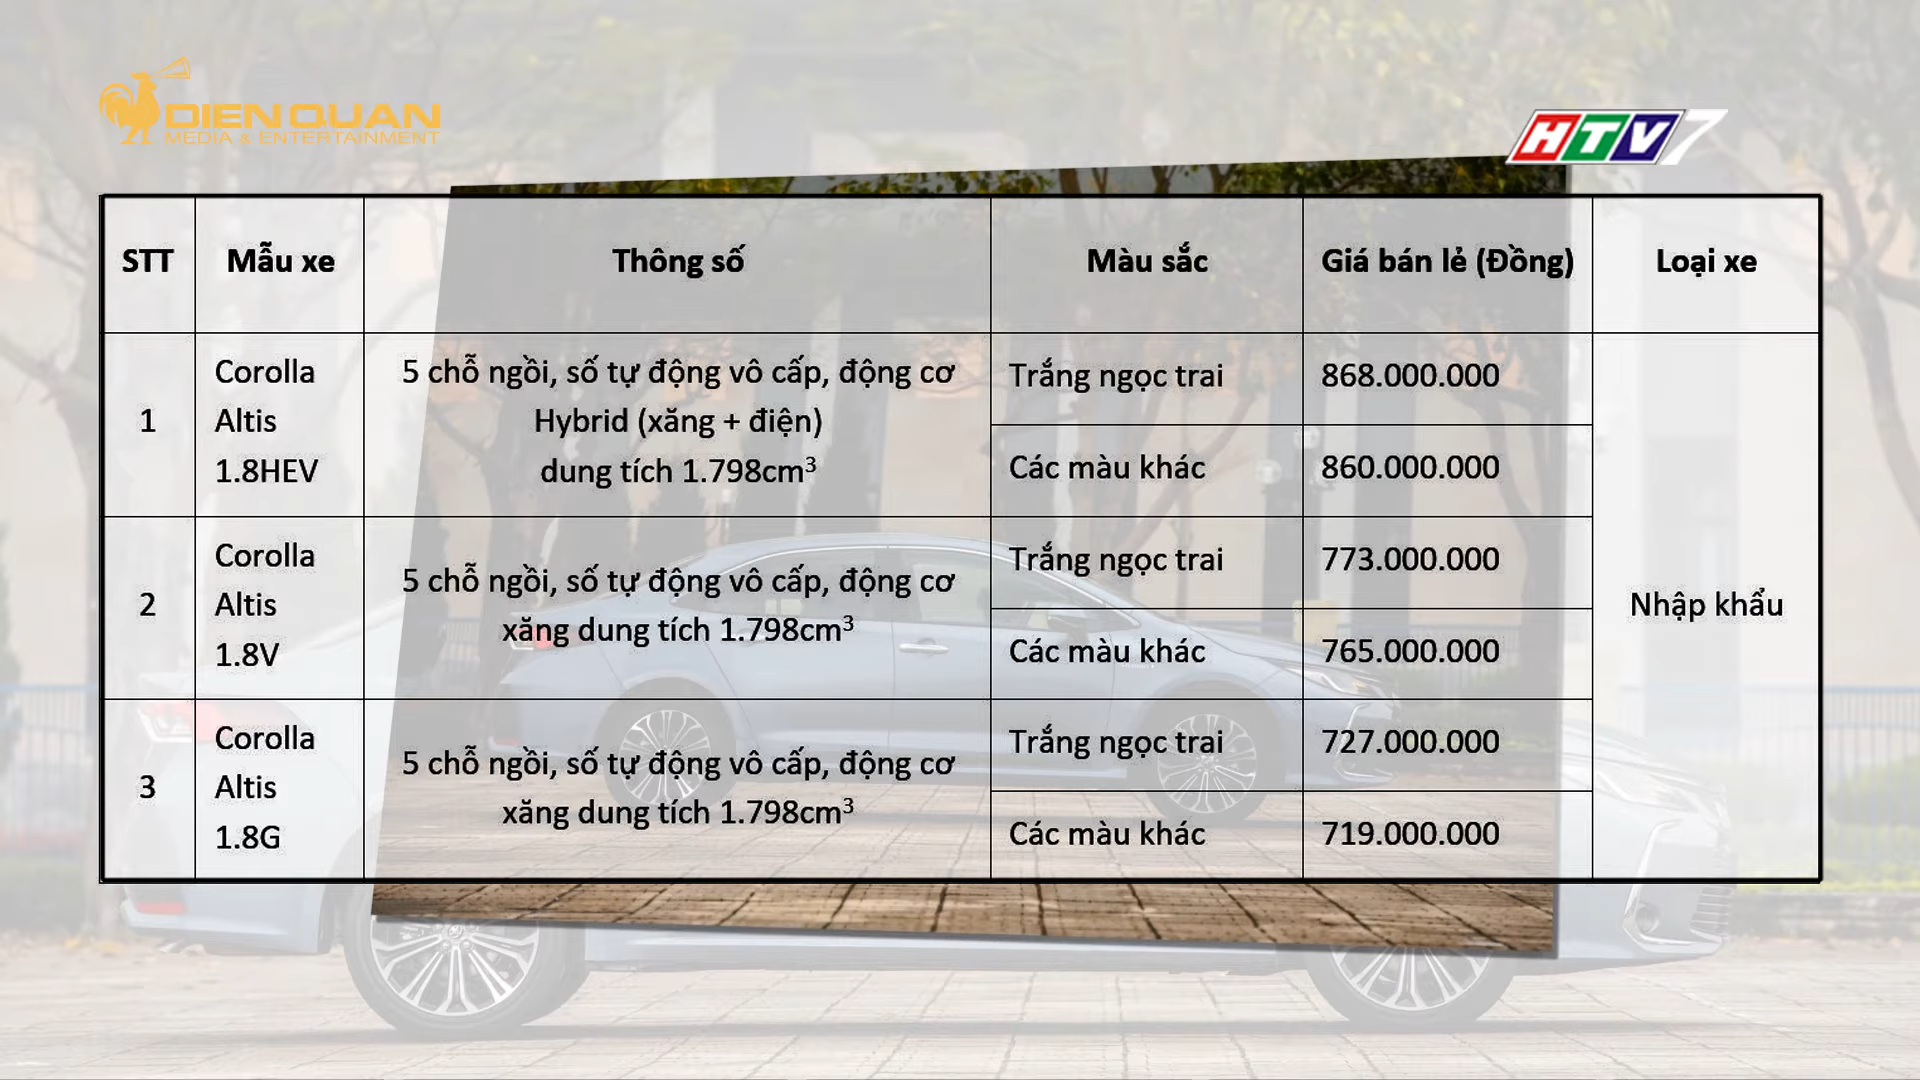 DIEN QUAN
MEDIA & ENTERTAINMENT
HTV7
STT
Mẫu xe
Thông số
Màu sắc
Giá bán lẻ (Đồng)
Loại xe
1
Corolla
Altis
1.8HEV
5 chỗ ngồi, số tự động vô cấp, động cơ
Hybrid (xăng + điện)
dung tích 1.798cm³
Trắng ngọc trai
868.000.000
Các màu khác
860.000.000
Nhập khẩu
2
Corolla
Altis
1.8V
5 chỗ ngồi, số tự động vô cấp, động cơ
xăng dung tích 1.798cm³
Trắng ngọc trai
773.000.000
Các màu khác
765.000.000
3
Corolla
Altis
1.8G
5 chỗ ngồi, số tự động vô cấp, động cơ
xăng dung tích 1.798cm³
Trắng ngọc trai
727.000.000
Các màu khác
719.000.000